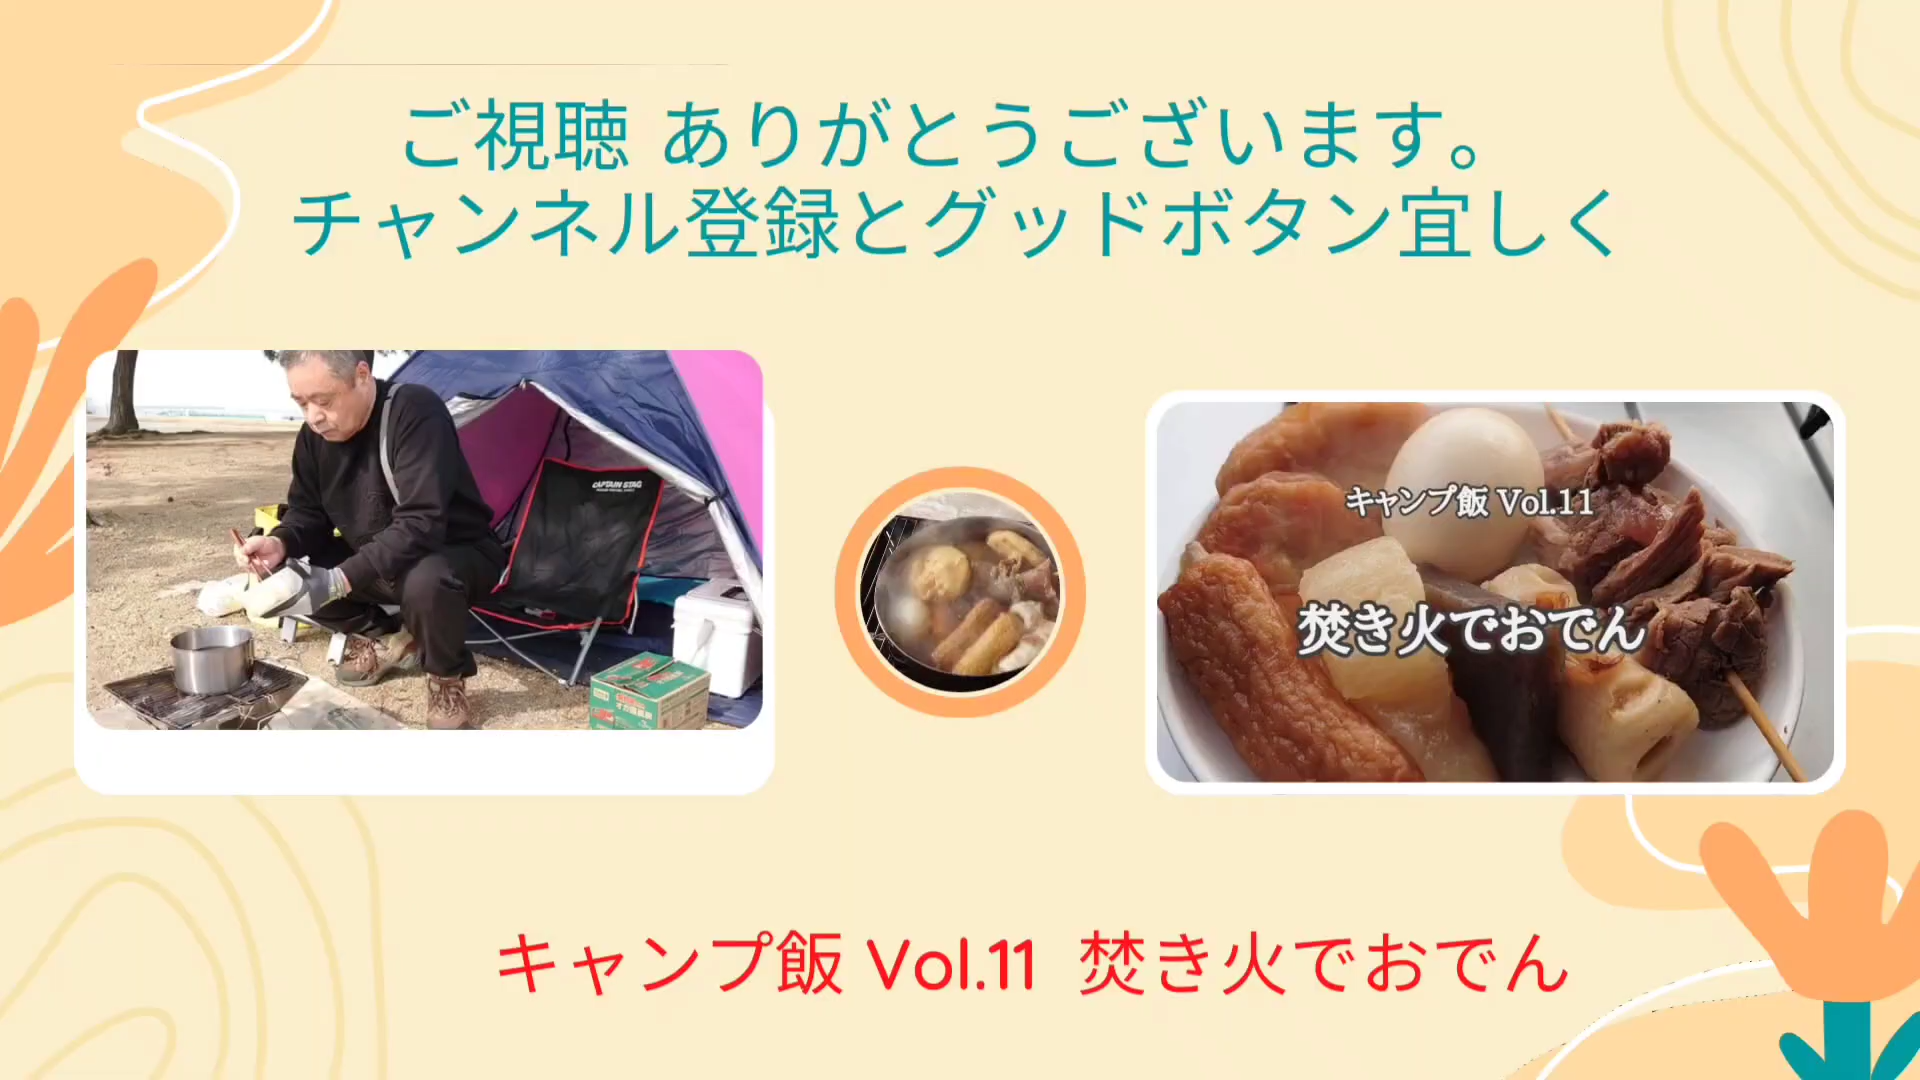 ご視聴 ありがとうございます。
チャンネル登録とグッドボタン宜しく
CAPTAIN STAG
キャンプ飯 Vol.11
焚き火でおでん
キャンプ飯 Vol.11 焚き火でおでん